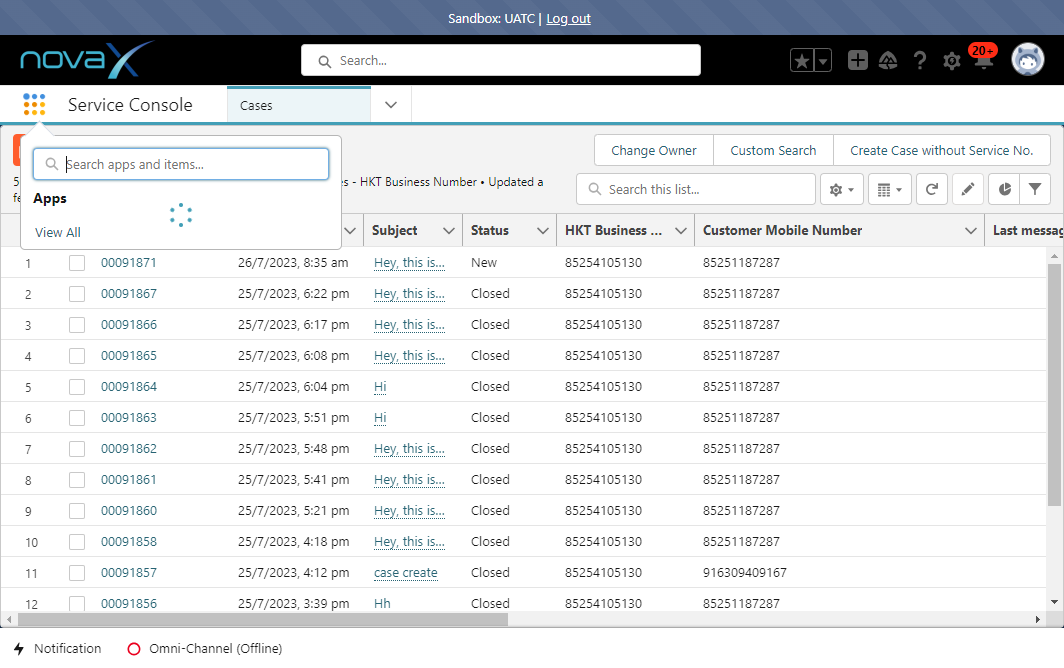 Sandbox: UATC | Log out
novax
Search...
20+
Service Console
Cases
Search apps and items...
Apps
View All
Change Owner
Custom Search
Create Case without Service No.
5
s - HKT Business Number • Updated a
fe
Search this list...
Subject
Status
HKT Business ...
Customer Mobile Number
Last messag
1 00091871 26/7/2023, 8:35 am Hey, this is... New 85254105130 85251187287
2 00091867 25/7/2023, 6:22 pm Hey, this is... Closed 85254105130 85251187287
3 00091866 25/7/2023, 6:17 pm Hey, this is... Closed 85254105130 85251187287
4 00091865 25/7/2023, 6:08 pm Hey, this is... Closed 85254105130 85251187287
5 00091864 25/7/2023, 6:04 pm Hi Closed 85254105130 85251187287
6 00091863 25/7/2023, 5:51 pm Hi Closed 85254105130 85251187287
7 00091862 25/7/2023, 5:48 pm Hey, this is... Closed 85254105130 85251187287
8 00091861 25/7/2023, 5:41 pm Hey, this is... Closed 85254105130 85251187287
9 00091860 25/7/2023, 5:21 pm Hey, this is... Closed 85254105130 85251187287
10 00091858 25/7/2023, 4:18 pm Hey, this is... Closed 85254105130 85251187287
11 00091857 25/7/2023, 4:12 pm case create Closed 85254105130 916309409167
12 00091856 25/7/2023, 3:39 pm Hh Closed 85254105130 85251187287
Notification
Omni-Channel (Offline)